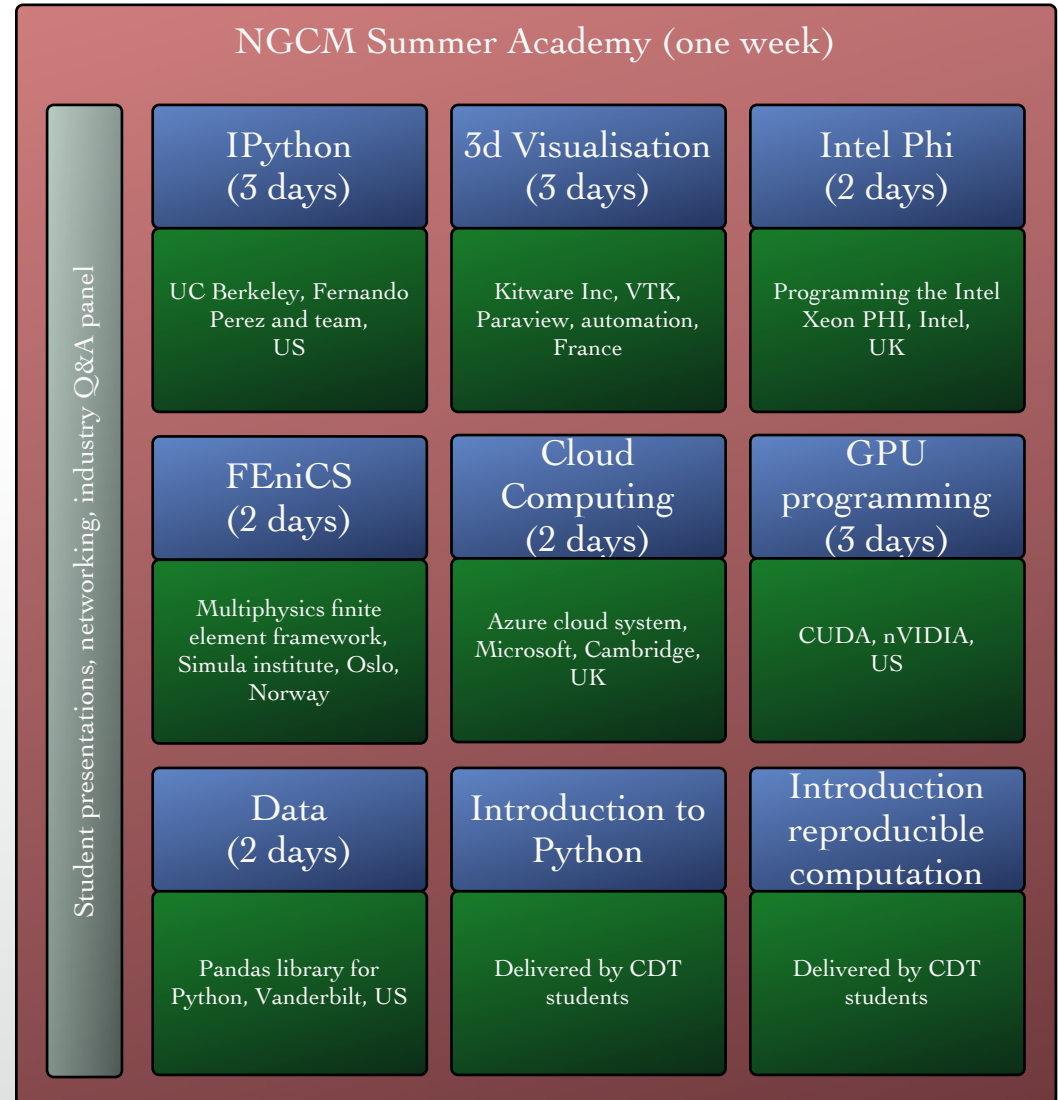 NGCM Summer Academy (one week)
Student presentations, networking, industry Q&A panel
IPython
(3 days)
UC Berkeley, Fernando
Perez and team,
US
3d Visualisation
(3 days)
Kitware Inc, VTK,
Paraview, automation,
France
Intel Phi
(2 days)
Programming the Intel
Xeon PHI, Intel,
UK
FEniCS
(2 days)
Multiphysics finite
element framework,
Simula institute, Oslo,
Norway
Cloud
Computing
(2 days)
Azure cloud system,
Microsoft, Cambridge,
UK
GPU
programming
(3 days)
CUDA, nVIDIA,
US
Data
(2 days)
Pandas library for
Python, Vanderbilt, US
Introduction to
Python
Delivered by CDT
students
Introduction
reproducible
computation
Delivered by CDT
students